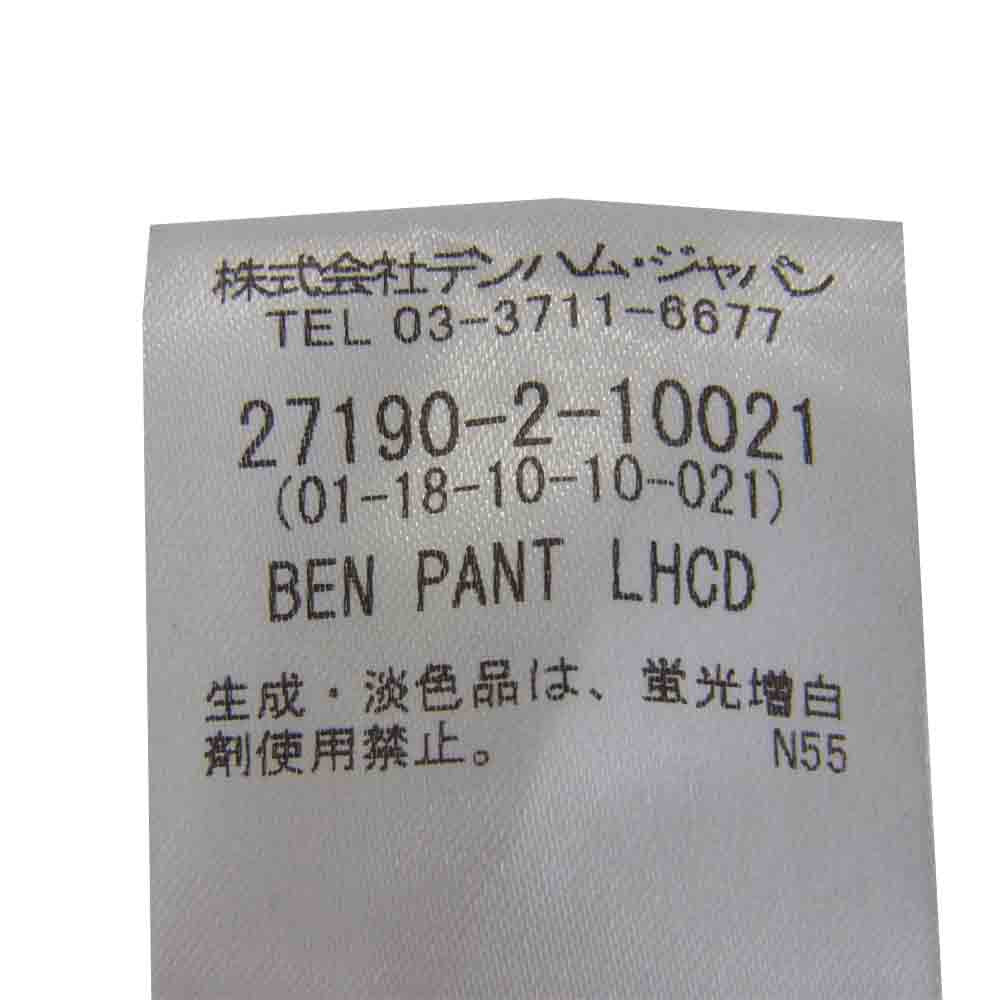 株式会社デンハム・ジャパン
TEL 03-3711-6677
27190-2-10021
(01-18-10-10-021)
BEN PANT LHCD
生成・淡色品は、蛍光増白
剤使用禁止。 N55